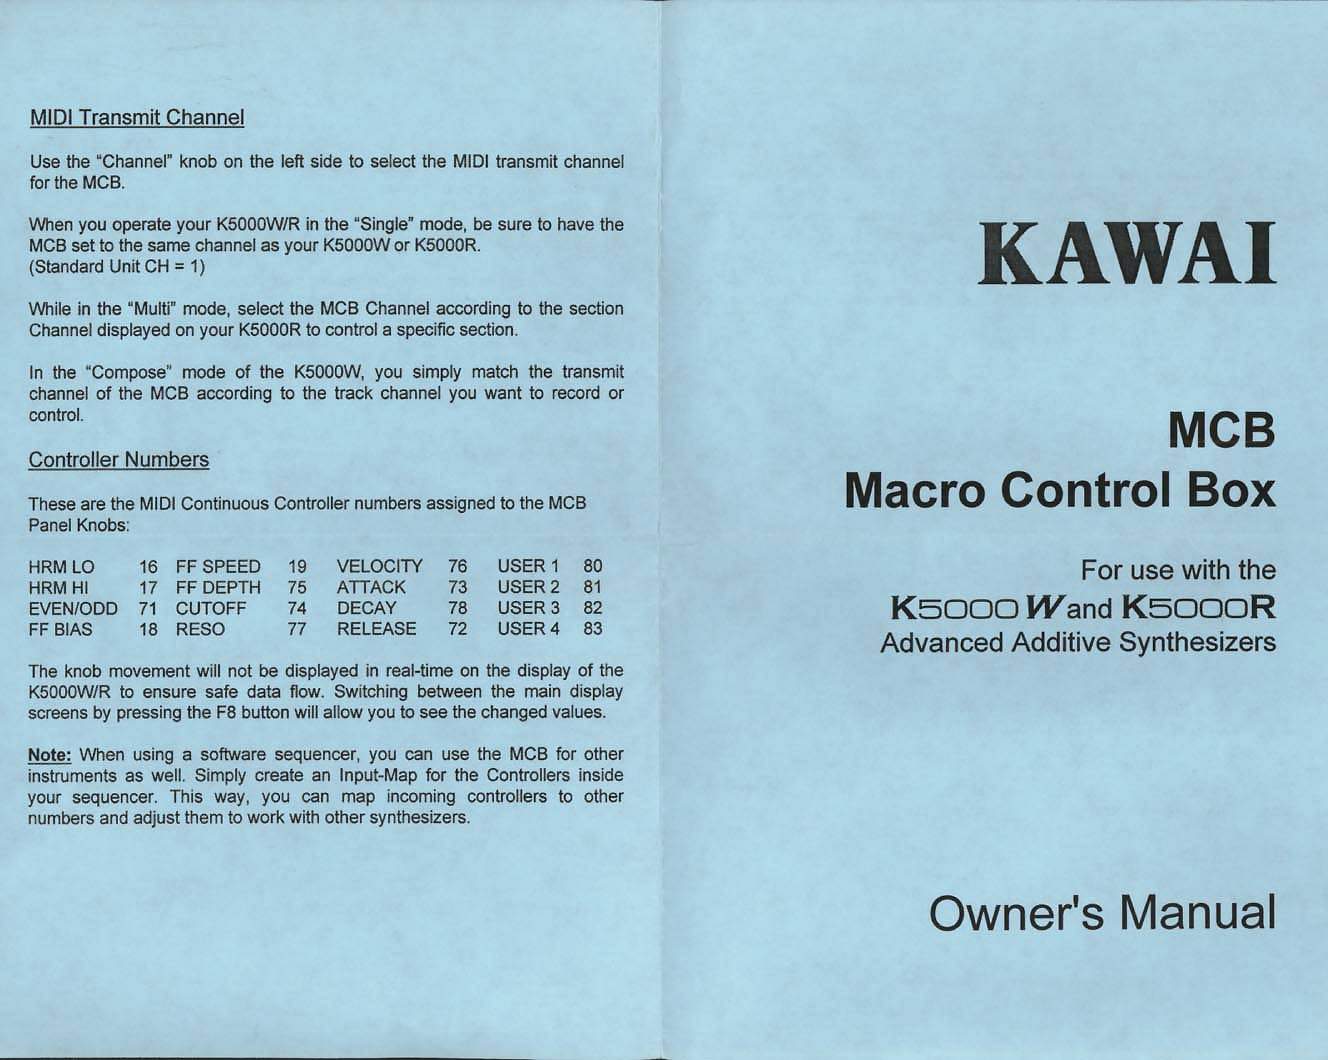 MIDI Transmit Channel
Use the “Channel” knob on the left side to select the MIDI transmit channel
for the MCB.
When you operate your K5000W/R in the “Single” mode, be sure to have the
MCB set to the same channel as your K5000W or K5000R.
(Standard Unit CH = 1)
While in the “Multi” mode, select the MCB Channel according to the section
Channel displayed on your K5000R to control a specific section.
In the “Compose” mode of the K5000W, you simply match the transmit
channel of the MCB according to the track channel you want to record or
control.
Controller Numbers
These are the MIDI Continuous Controller numbers assigned to the MCB
Panel Knobs:
HRM LO 16 FF SPEED 19 VELOCITY 76 USER 1 80
HRM HI 17 FF DEPTH 75 ATTACK 73 USER 2 81
EVEN/ODD 71 CUTOFF 74 DECAY 78 USER 3 82
FF BIAS 18 RESO 77 RELEASE 72 USER 4 83
The knob movement will not be displayed in real-time on the display of the
K5000W/R to ensure safe data flow. Switching between the main display
screens by pressing the F8 button will allow you to see the changed values.
Note: When using a software sequencer, you can use the MCB for other
instruments as well. Simply create an Input-Map for the Controllers inside
your sequencer. This way, you can map incoming controllers to other
numbers and adjust them to work with other synthesizers.
KAWAI
MCB
Macro Control Box
For use with the
K5000W and K5000R
Advanced Additive Synthesizers
Owner's Manual